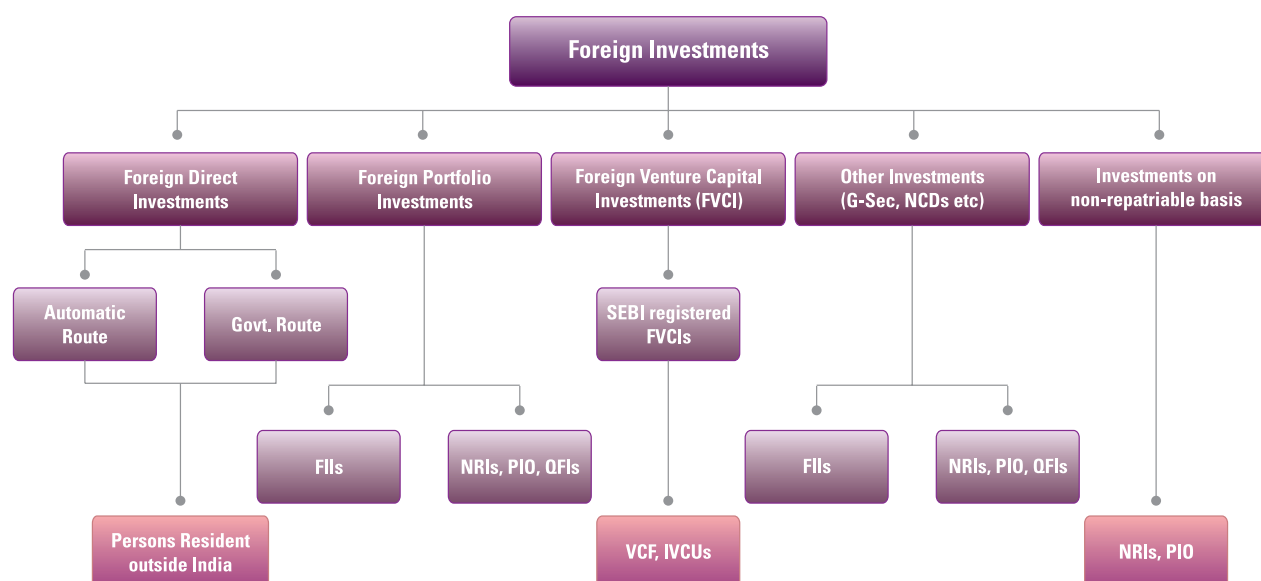 Foreign Investments
Foreign Direct
Investments
Foreign Portfolio
Investments
Foreign Venture Capital
Investments (FVCI)
Other Investments
(G-Sec, NCDs etc)
Investments on
non-repatriable basis
Automatic
Route
Govt. Route
SEBI registered
FVCIs
FIIs
NRIs, PIO, QFIs
FIIs
NRIs, PIO, QFIs
Persons Resident
outside India
VCF, IVCUs
NRIs, PIO